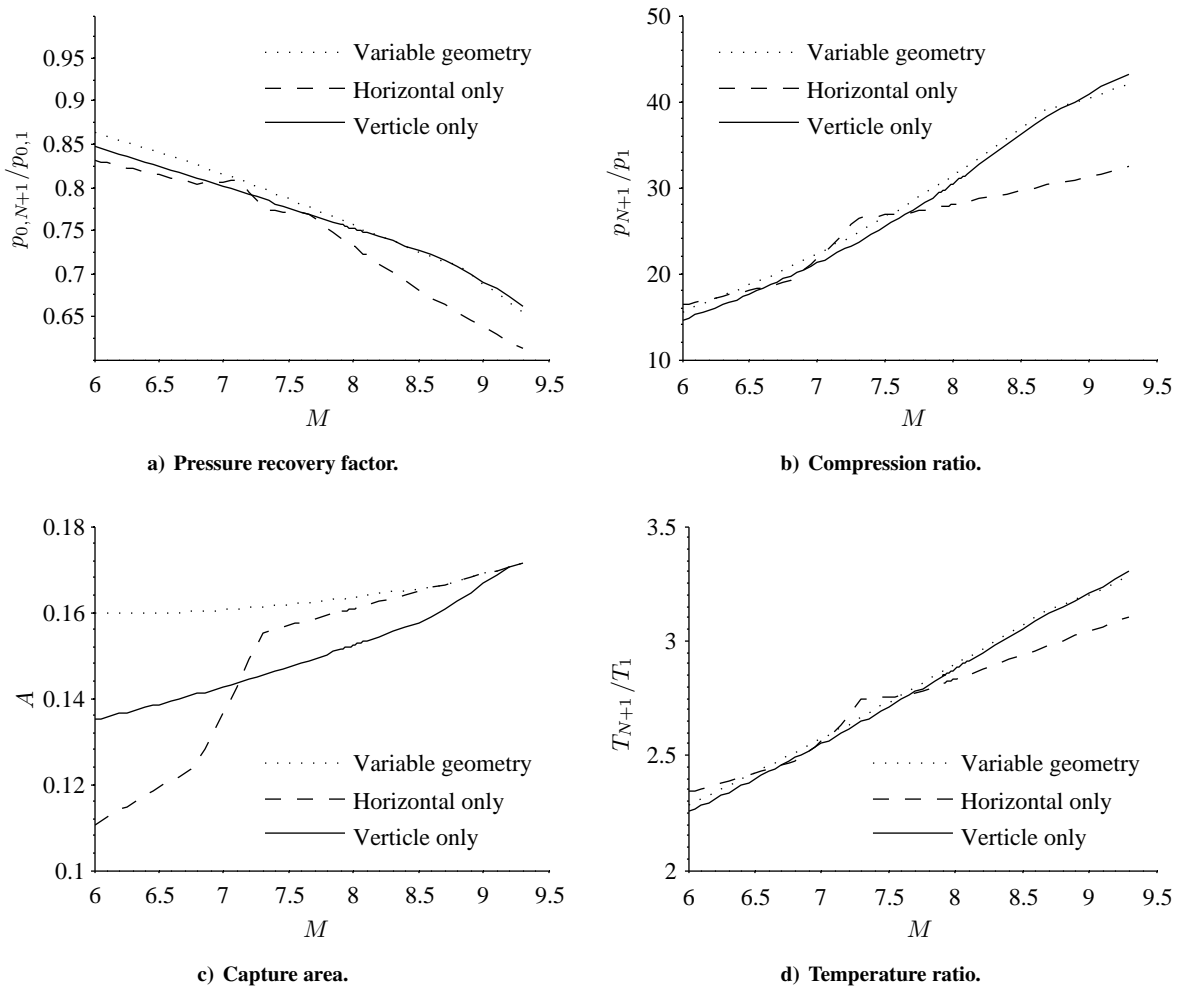 0.95
0.9
0.85
0.8
0.75
0.7
0.65
p0,N+1/p0,1
Variable geometry
Horizontal only
Verticle only
6 6.5 7 7.5 8 8.5 9 9.5
M
a) Pressure recovery factor.
50
40
30
20
10
pN+1/p1
Variable geometry
Horizontal only
Verticle only
6 6.5 7 7.5 8 8.5 9 9.5
M
b) Compression ratio.
0.18
0.16
0.14
0.12
0.1
A
Variable geometry
Horizontal only
Verticle only
6 6.5 7 7.5 8 8.5 9 9.5
M
c) Capture area.
3.5
3
2.5
2
TN+1/T1
Variable geometry
Horizontal only
Verticle only
6 6.5 7 7.5 8 8.5 9 9.5
M
d) Temperature ratio.